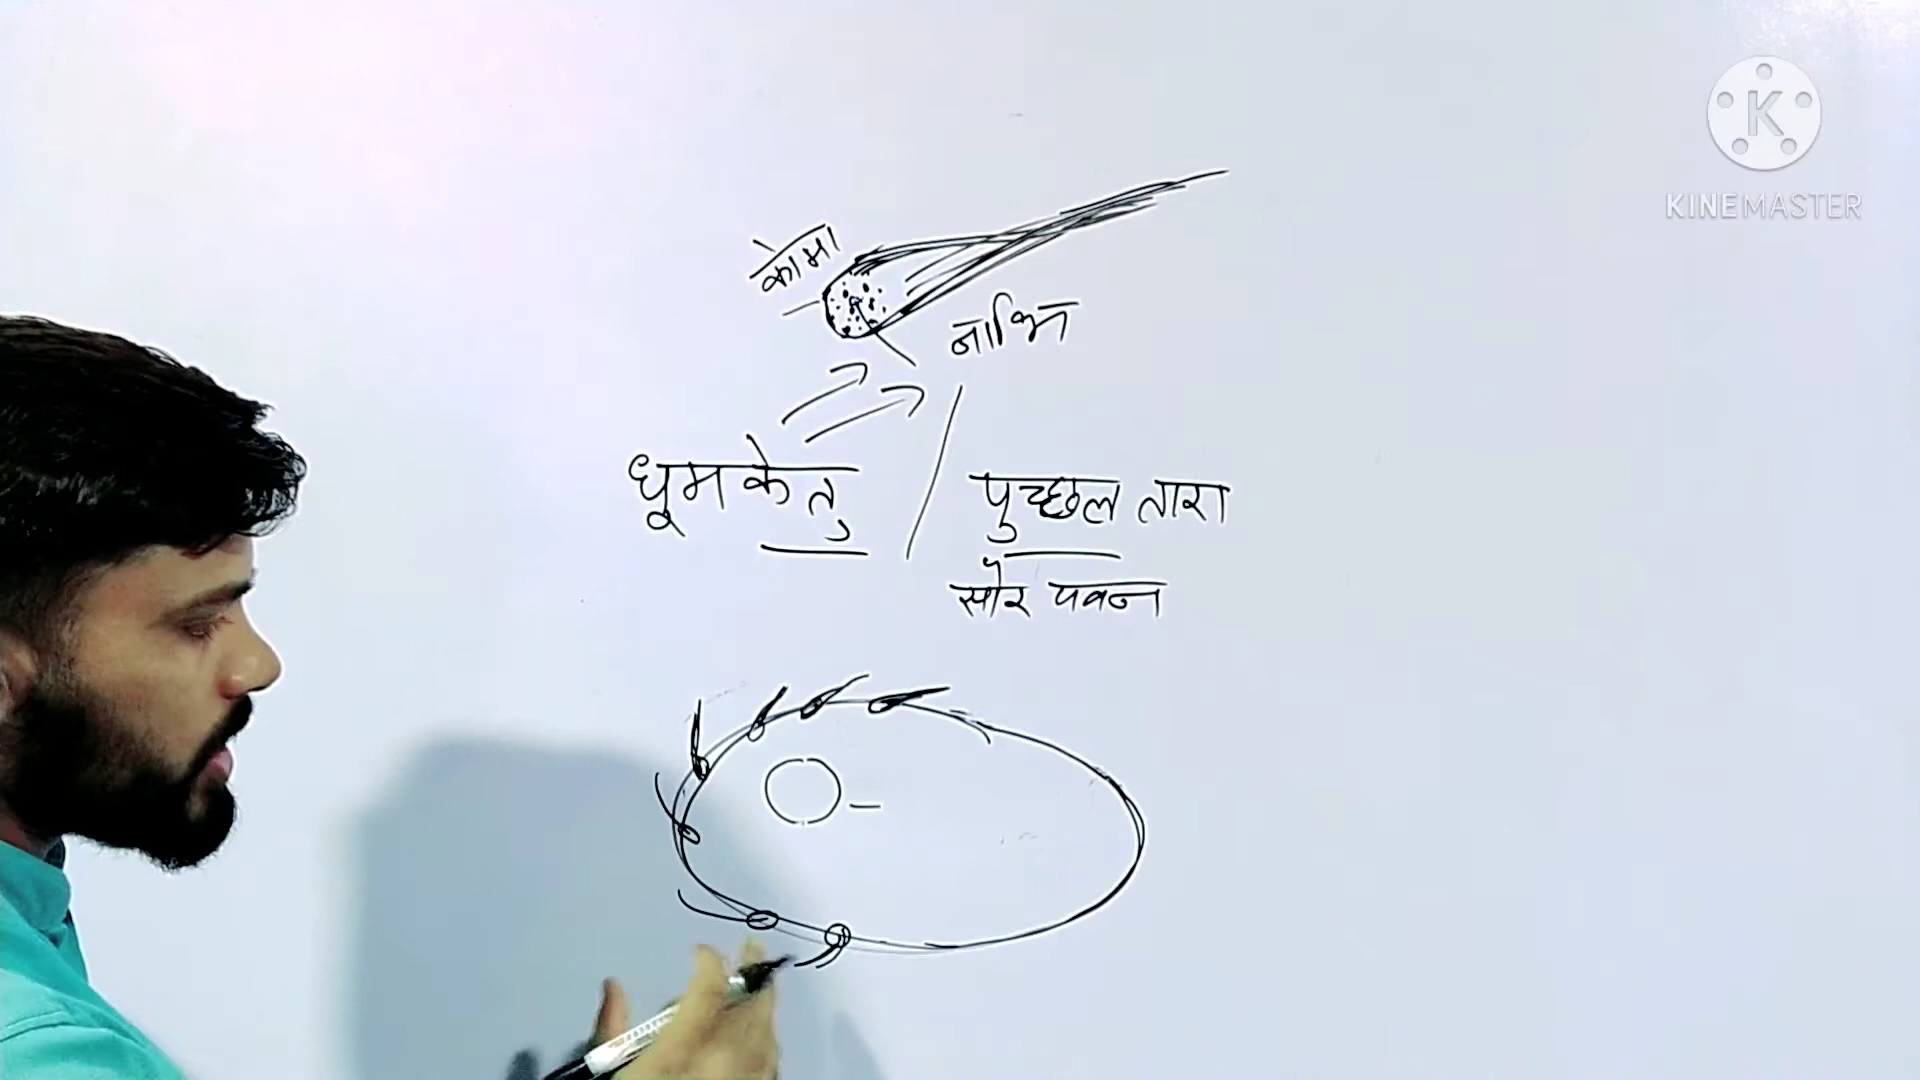 K
KINEMASTER
कोमा
नाभि
धूमकेतु / पुच्छल तारा
सौर पवन